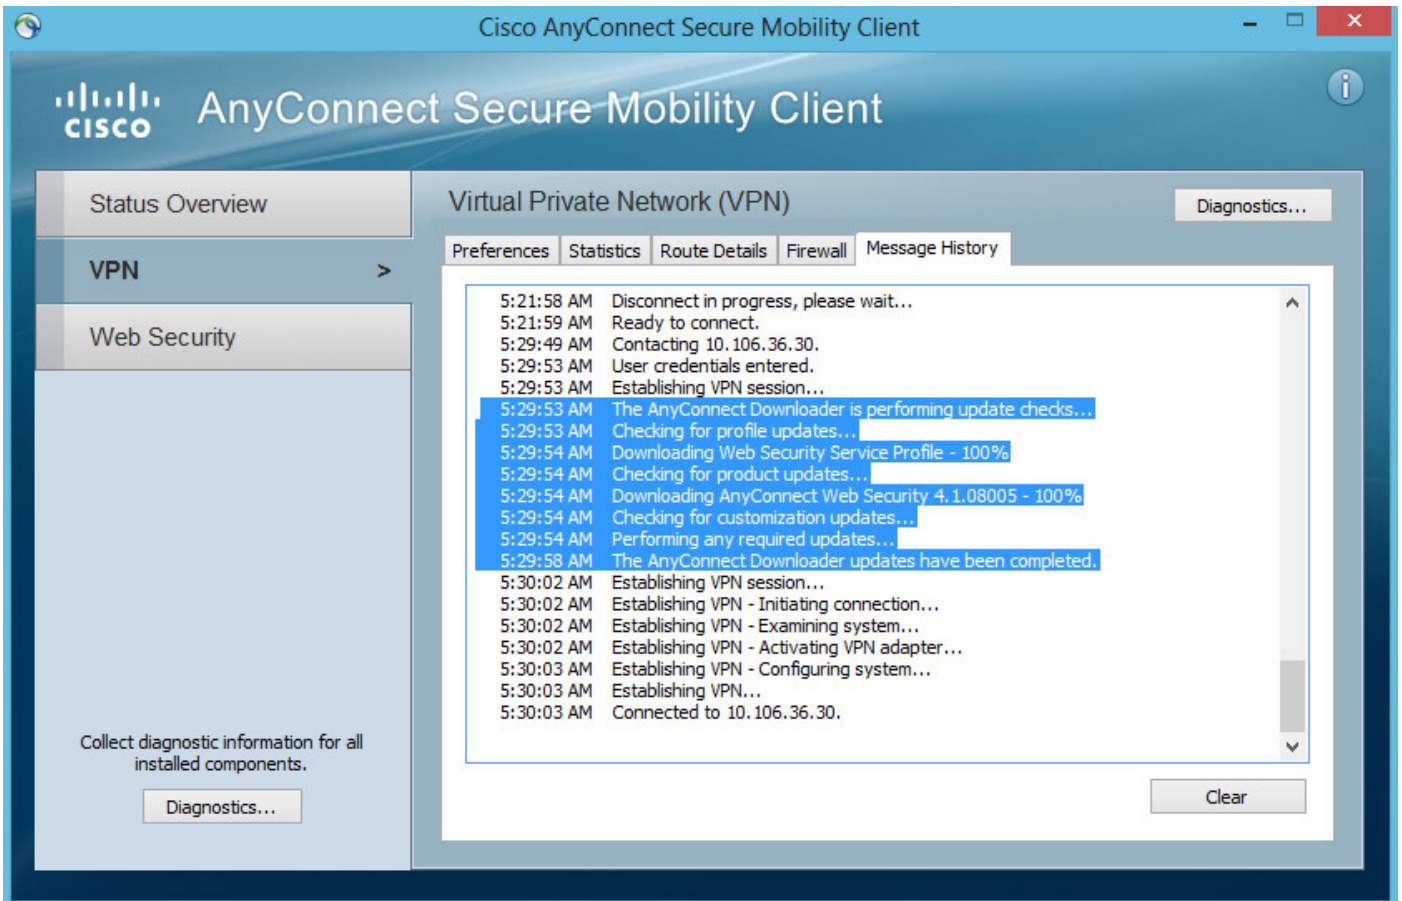 Cisco AnyConnect Secure Mobility Client
CISCO AnyConnect Secure Mobility Client
Status Overview
VPN >
Web Security
Collect diagnostic information for all
installed components.
Diagnostics...
Virtual Private Network (VPN)
Diagnostics...
Preferences Statistics Route Details Firewall Message History
5:21:58 AM Disconnect in progress, please wait...
5:21:59 AM Ready to connect.
5:29:49 AM Contacting 10.106.36.30.
5:29:53 AM User credentials entered.
5:29:53 AM Establishing VPN session...
5:29:53 AM The AnyConnect Downloader is performing update checks...
5:29:53 AM Checking for profile updates...
5:29:54 AM Downloading Web Security Service Profile - 100%
5:29:54 AM Checking for product updates...
5:29:54 AM Downloading AnyConnect Web Security 4.1.08005 - 100%
5:29:54 AM Checking for customization updates...
5:29:54 AM Performing any required updates...
5:29:58 AM The AnyConnect Downloader updates have been completed.
5:30:02 AM Establishing VPN session...
5:30:02 AM Establishing VPN - Initiating connection...
5:30:02 AM Establishing VPN - Examining system...
5:30:02 AM Establishing VPN - Activating VPN adapter...
5:30:03 AM Establishing VPN - Configuring system...
5:30:03 AM Establishing VPN...
5:30:03 AM Connected to 10.106.36.30.
Clear